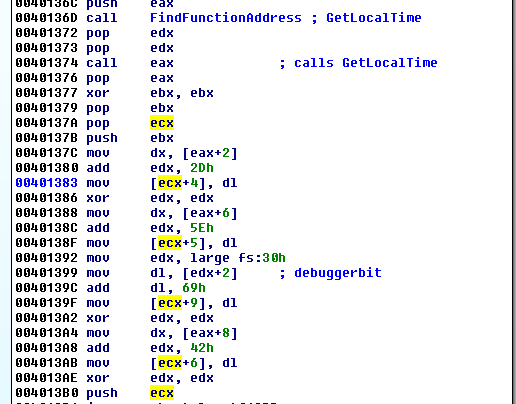 0040136C push eax
0040136D call FindFunctionAddress ; GetLocalTime
00401372 pop edx
00401373 pop edx
00401374 call eax ; calls GetLocalTime
00401376 pop eax
00401377 xor ebx, ebx
00401379 pop ebx
0040137A pop ecx
0040137B push ebx
0040137C mov dx, [eax+2]
00401380 add edx, 2Dh
00401383 mov [ecx+4], dl
00401386 xor edx, edx
00401388 mov dx, [eax+6]
0040138C add edx, 5Eh
0040138F mov [ecx+5], dl
00401392 mov edx, large fs:30h
00401399 mov dl, [edx+2] ; debuggerbit
0040139C add dl, 69h
0040139F mov [ecx+9], dl
004013A2 xor edx, edx
004013A4 mov dx, [eax+8]
004013A8 add edx, 42h
004013AB mov [ecx+6], dl
004013AE xor edx, edx
004013B0 push ecx